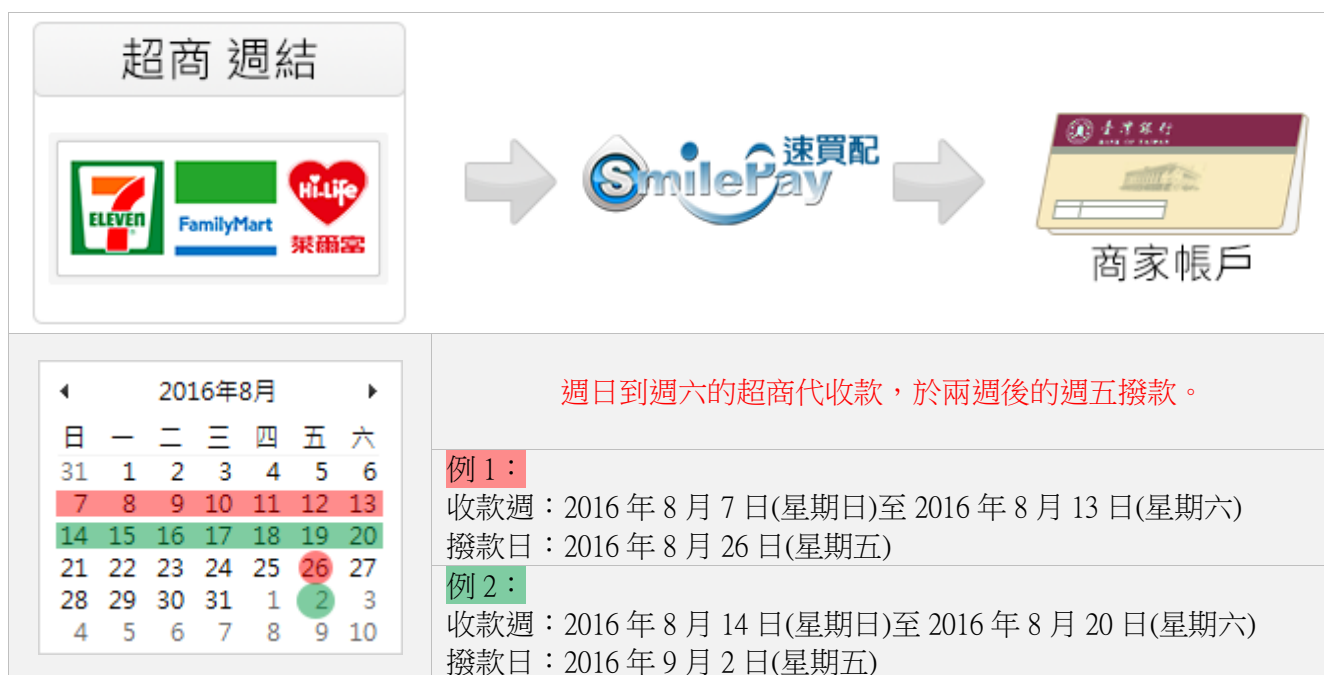 超商 週結
7
ELEVEN
FamilyMart
Hi-Life
萊爾富
SmilePay
速買配
臺灣銀行
BANK OF TAIWAN
商家帳戶
2016年8月
日 一 二 三 四 五 六
31 1 2 3 4 5 6
7 8 9 10 11 12 13
14 15 16 17 18 19 20
21 22 23 24 25 26 27
28 29 30 31 1 2 3
4 5 6 7 8 9 10
週日到週六的超商代收款，於兩週後的週五撥款。
例 1：
收款週：2016 年 8 月 7 日(星期日)至 2016 年 8 月 13 日(星期六)
撥款日：2016 年 8 月 26 日(星期五)
例 2：
收款週：2016 年 8 月 14 日(星期日)至 2016 年 8 月 20 日(星期六)
撥款日：2016 年 9 月 2 日(星期五)